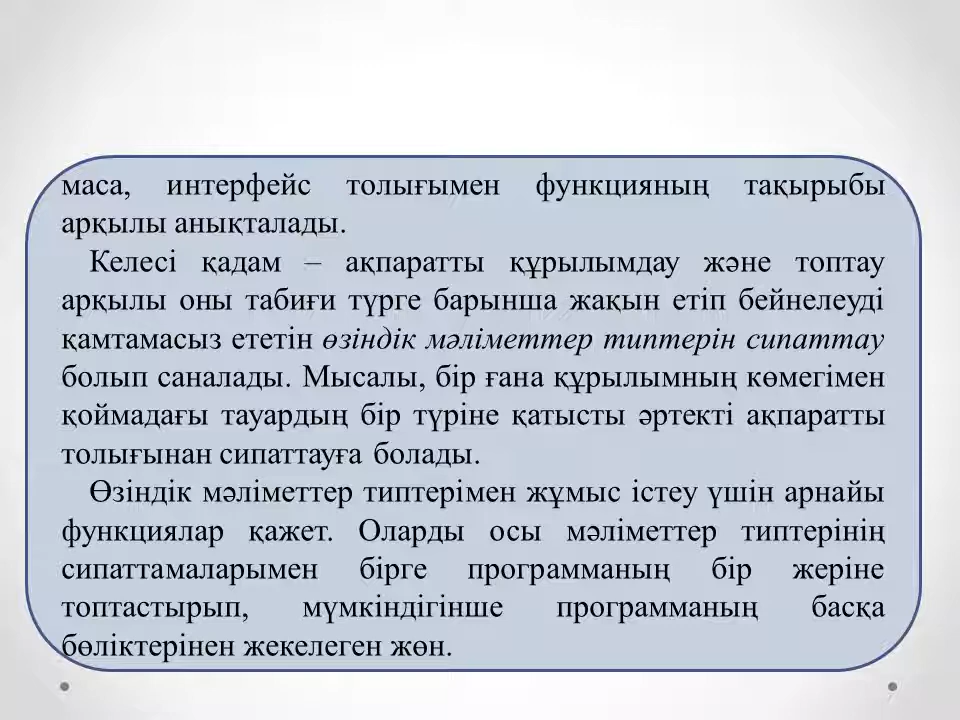 маса, интерфейс толығымен функцияның тақырыбы
арқылы анықталады.
Келесі қадам – ақпаратты құрылымдау және топтау
арқылы оны табиғи түрге барынша жақын етіп бейнелеуді
қамтамасыз ететін өзіндік мәліметтер типтерін сипаттау
болып саналады. Мысалы, бір ғана құрылымның көмегімен
қоймадағы тауардың бір түріне қатысты әртекті ақпаратты
толығынан сипаттауға болады.
Өзіндік мәліметтер типтерімен жұмыс істеу үшін арнайы
функциялар қажет. Оларды осы мәліметтер типтерінің
сипаттамаларымен бірге программаның бір жеріне
топтастырып, мүмкіндігінше программаның басқа
бөліктерінен жекелеген жөн.